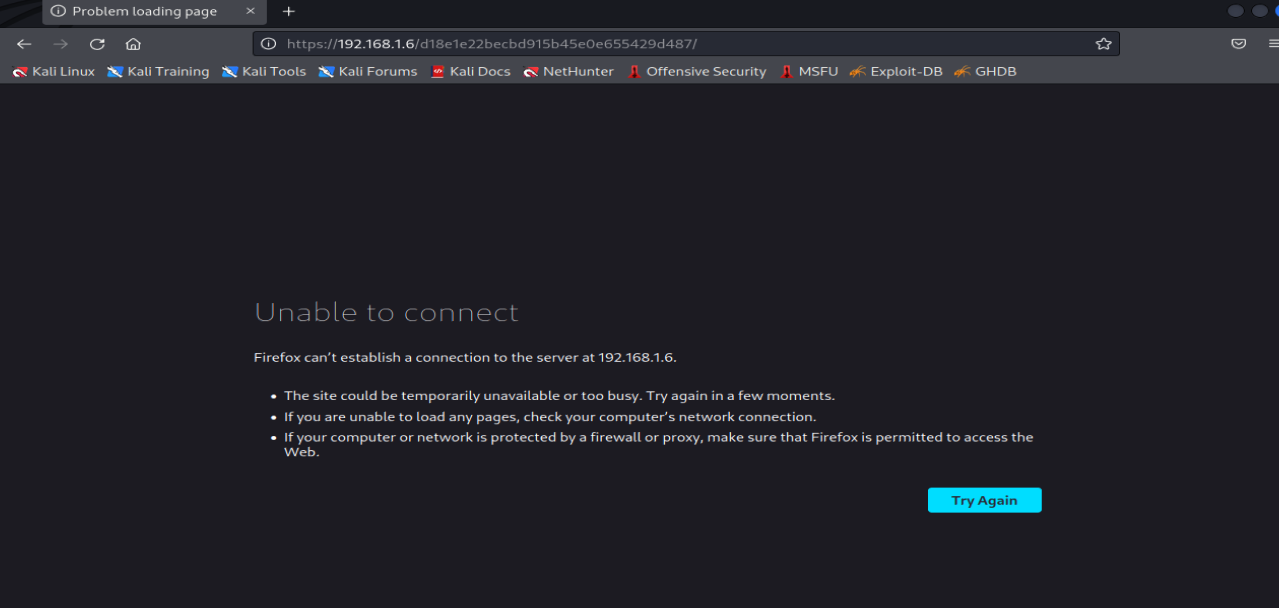 Problem loading page
https://192.168.1.6/d18e1e22becbd915b45e0e655429d487/
Kali Linux Kali Training Kali Tools Kali Forums Kali Docs NetHunter Offensive Security MSFU Exploit-DB GHDB
Unable to connect
Firefox can’t establish a connection to the server at 192.168.1.6.
• The site could be temporarily unavailable or too busy. Try again in a few moments.
• If you are unable to load any pages, check your computer’s network connection.
• If your computer or network is protected by a firewall or proxy, make sure that Firefox is permitted to access the
Web.
Try Again